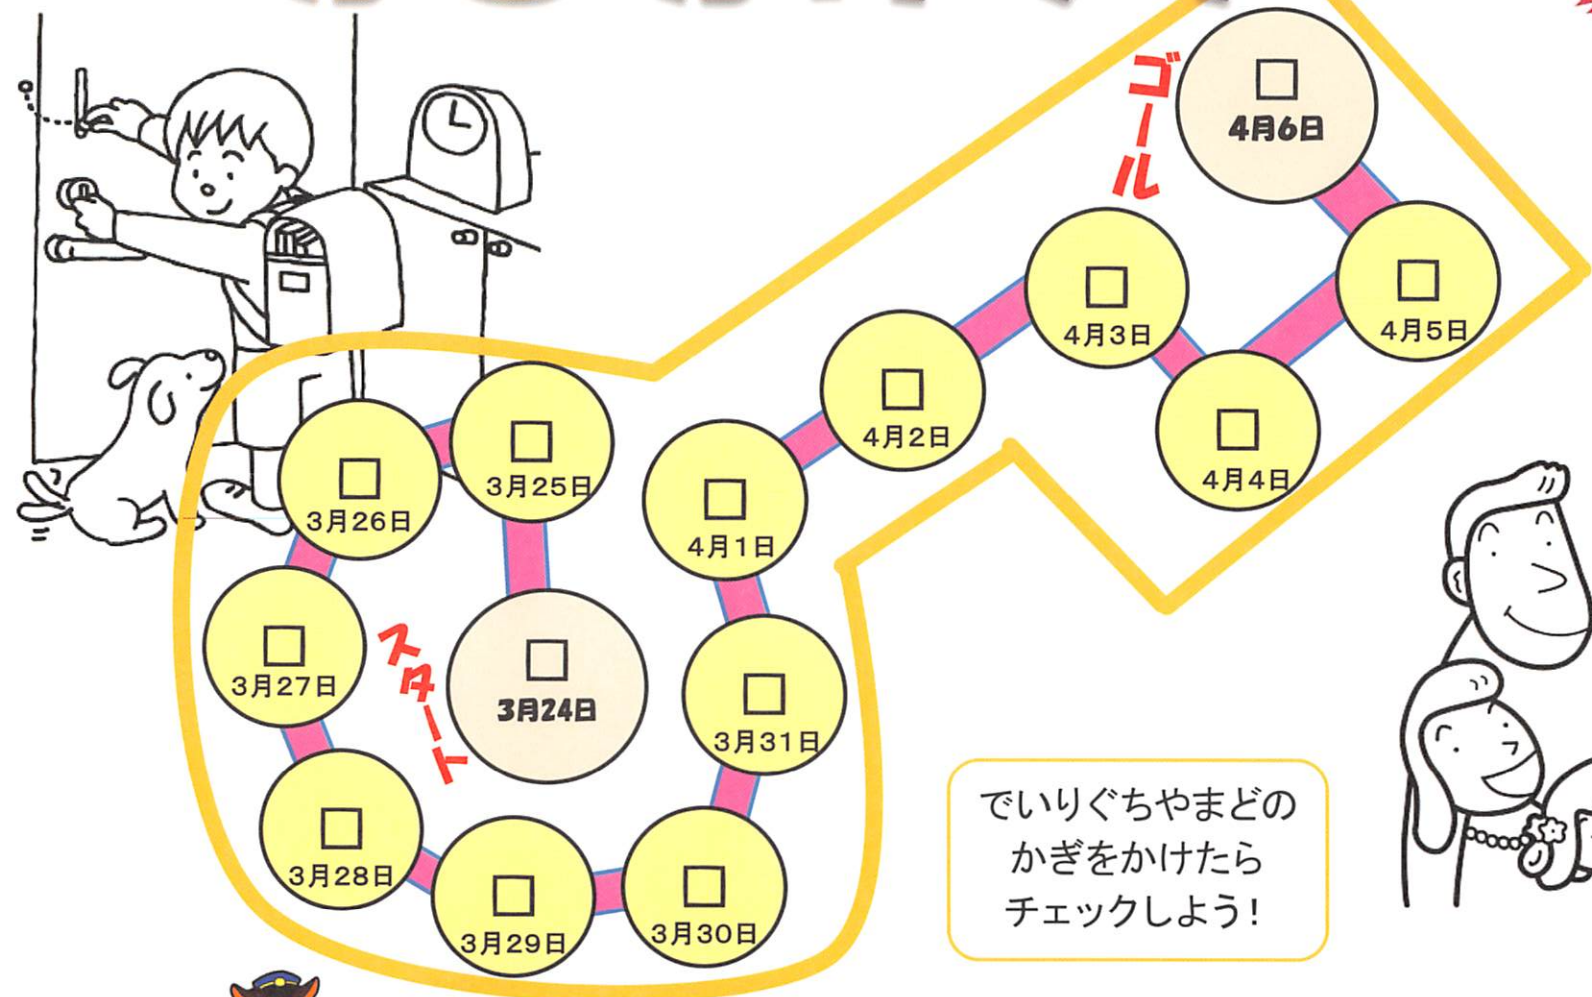 ゴール
4月6日
4月5日
4月3日
4月4日
4月2日
4月1日
3月25日
3月26日
3月27日
スタート
3月24日
3月31日
3月28日
3月29日
3月30日
でいりぐちやまどの
かぎをかけたら
チェックしよう!